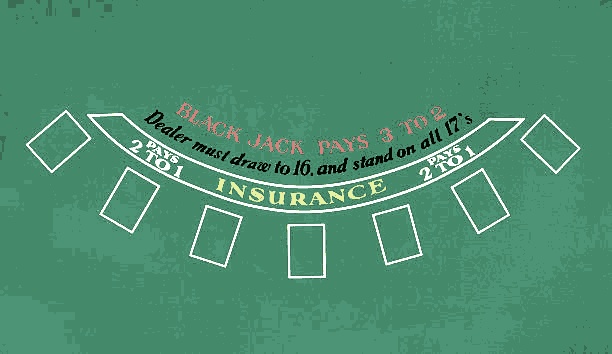 BLACK JACK PAYS 3 TO 2
Dealer must draw to 16, and stand on all 17's
PAYS
2 TO 1
INSURANCE
PAYS
2 TO 1